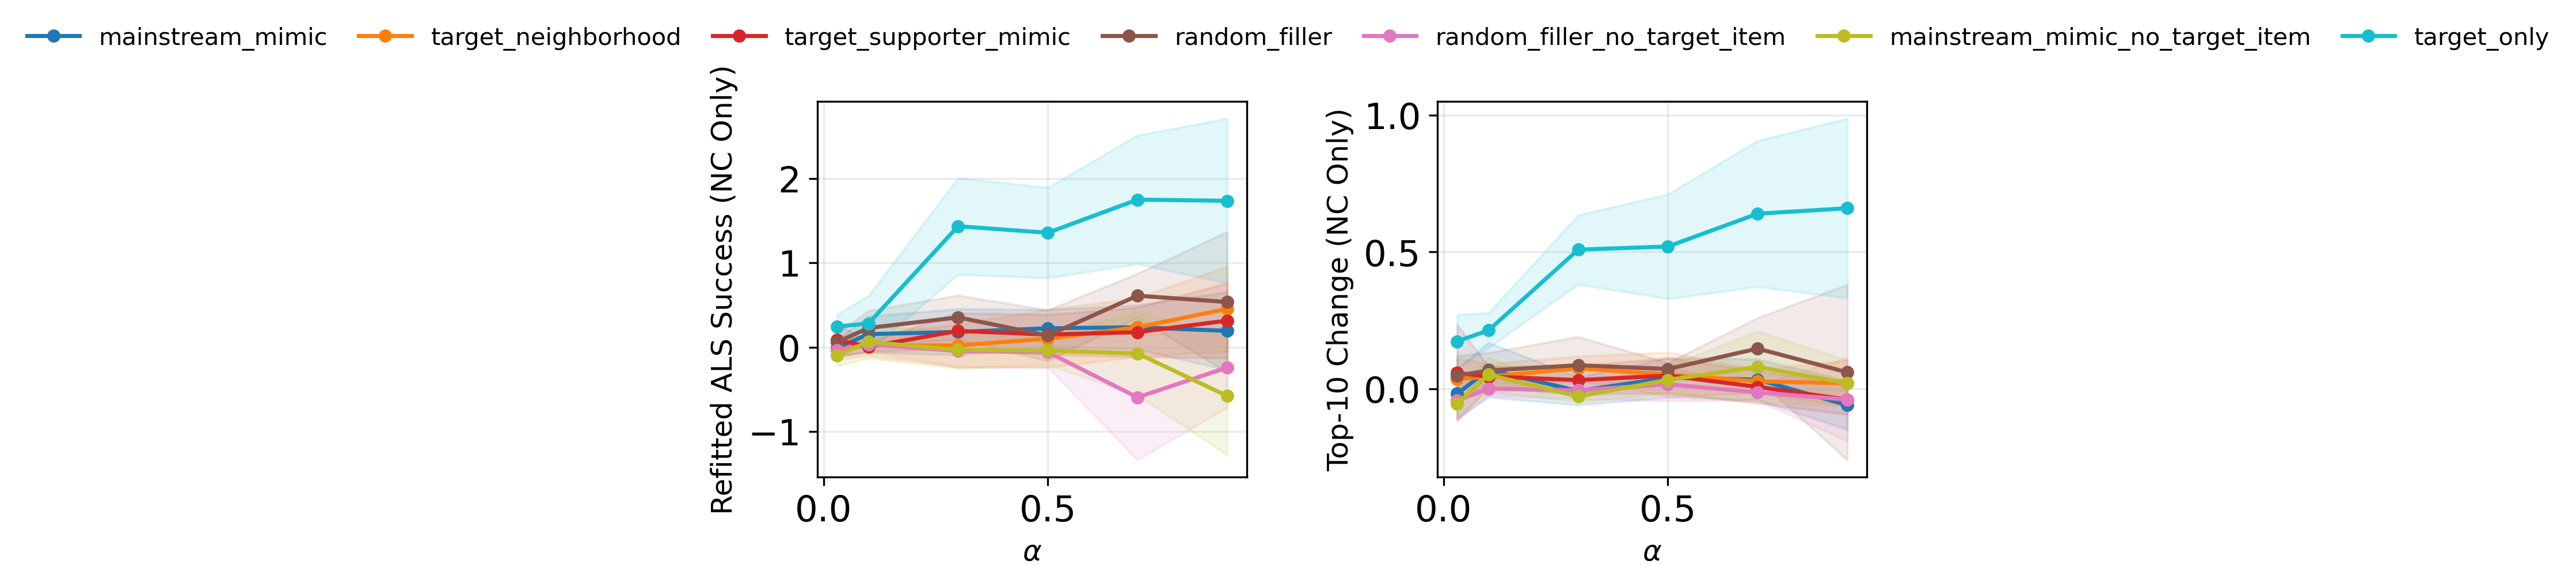 mainstream_mimic target_neighborhood target_supporter_mimic random_filler random_filler_no_target_item mainstream_mimic_no_target_item target_only
Refitted ALS Success (NC Only)
2
1
0
−1
0.0 0.5
α
Top-10 Change (NC Only)
1.0
0.5
0.0
0.0 0.5
α